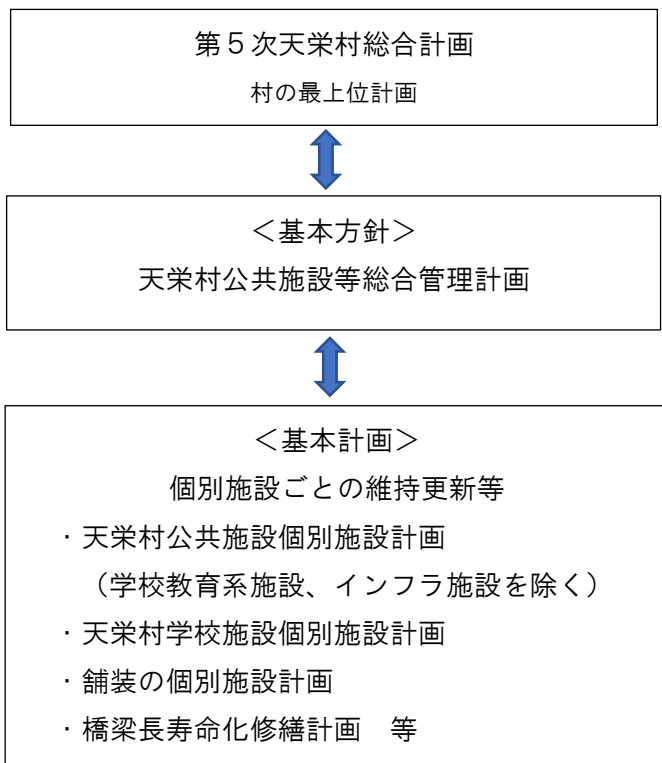 第５次天栄村総合計画
村の最上位計画
＜基本方針＞
天栄村公共施設等総合管理計画
＜基本計画＞
個別施設ごとの維持更新等
・天栄村公共施設個別施設計画
（学校教育系施設、インフラ施設を除く）
・天栄村学校施設個別施設計画
・舗装の個別施設計画
・橋梁長寿命化修繕計画　等